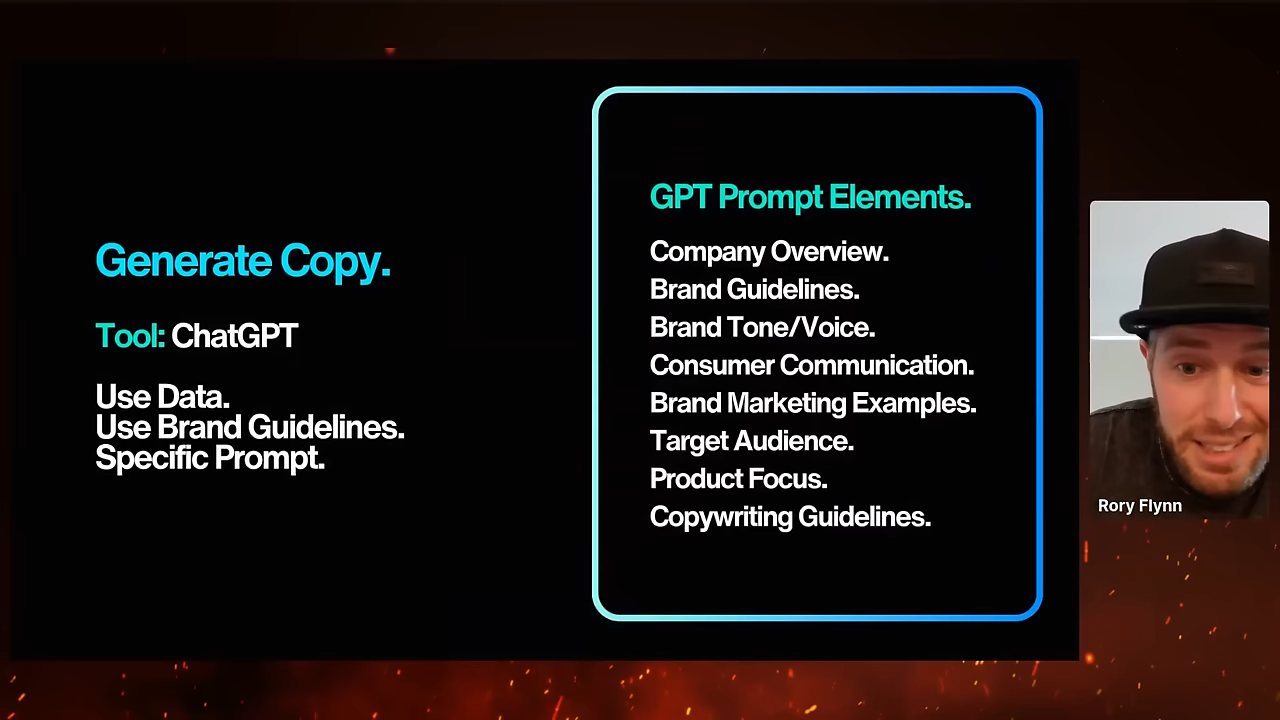 Generate Copy.
Tool: ChatGPT
Use Data.
Use Brand Guidelines.
Specific Prompt.
GPT Prompt Elements.
Company Overview.
Brand Guidelines.
Brand Tone/Voice.
Consumer Communication.
Brand Marketing Examples.
Target Audience.
Product Focus.
Copywriting Guidelines.
Rory Flynn